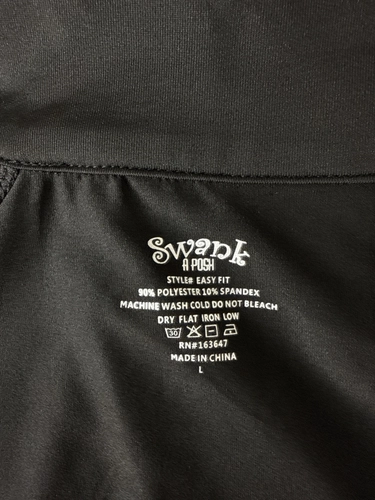 Swank
A POSH
STYLE# EASY FIT
90% POLYESTER 10% SPANDEX
MACHINE WASH COLD DO NOT BLEACH
DRY FLAT IRON LOW
30
RN#163647
MADE IN CHINA
L